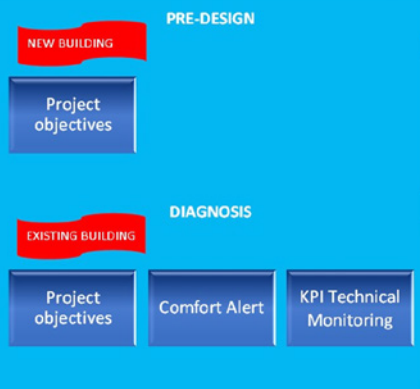 PRE-DESIGN
NEW BUILDING
Project
objectives
DIAGNOSIS
EXISTING BUILDING
Project
objectives
Comfort Alert
KPI Technical
Monitoring